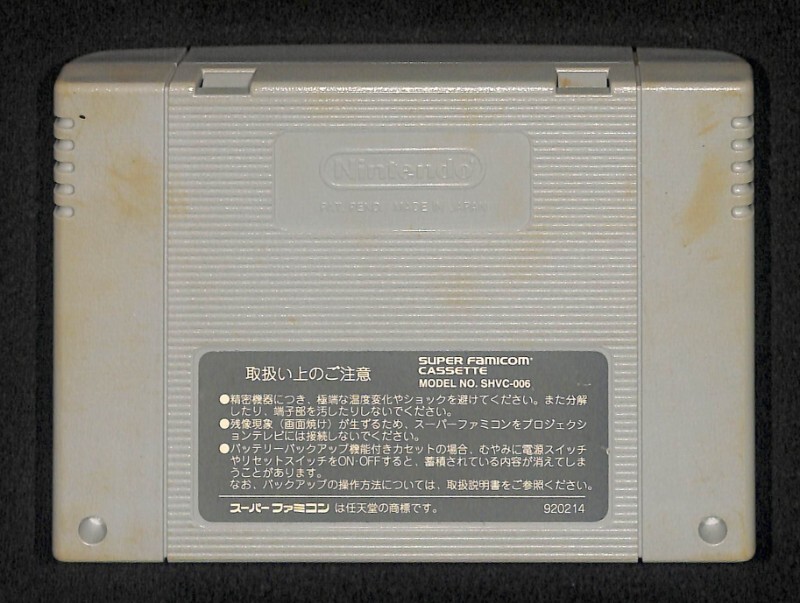 Nintendo
PAT. PEND. MADE IN JAPAN
取扱い上のご注意
SUPER FAMICOM
CASSETTE
MODEL NO. SHVC-006
●精密機器につき、極端な温度変化やショックを避けてください。また分解
したり、端子部を汚したりしないでください。
●残像現象（画面焼け）が生ずるため、スーパーファミコンをプロジェクシ
ョンテレビには接続しないでください。
●バッテリーバックアップ機能付きカセットの場合、むやみに電源スイッチ
やリセットスイッチをON・OFFすると、蓄積されている内容が消えてしま
うことがあります。
なお、バックアップの操作方法については、取扱説明書をご参照ください。
スーパーファミコン は任天堂の商標です。
920214